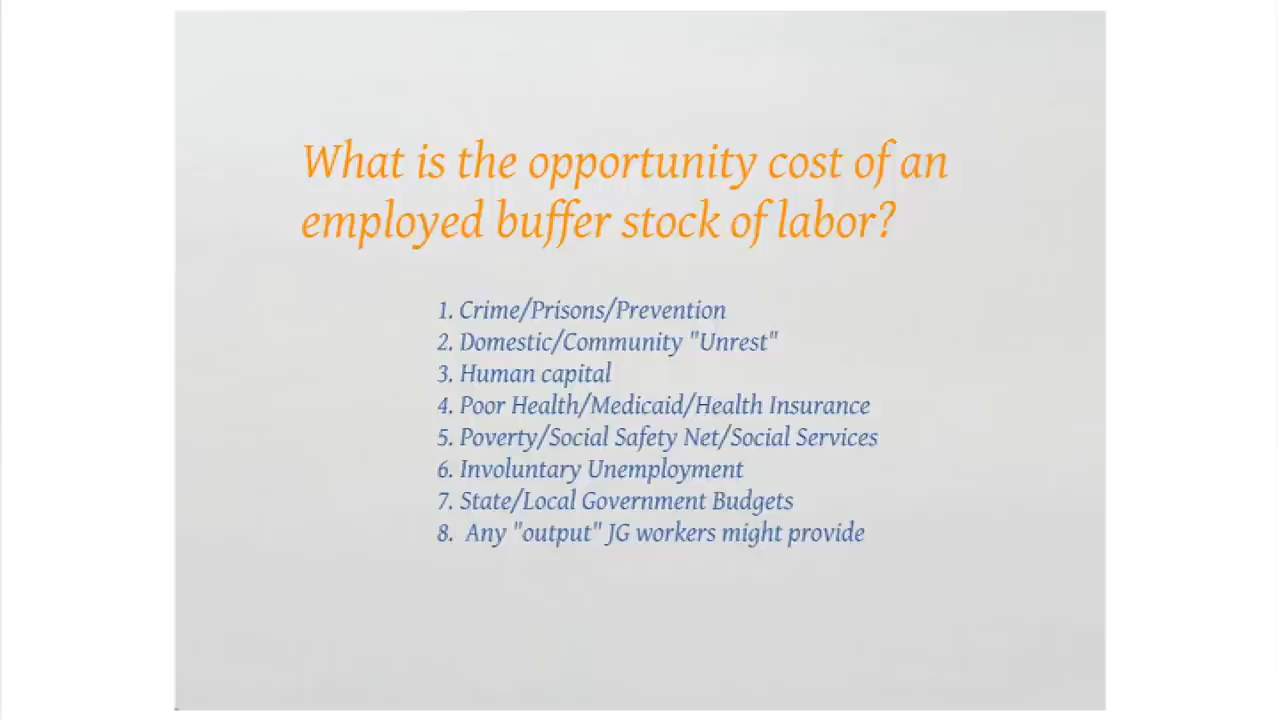 What is the opportunity cost of an
employed buffer stock of labor?
1. Crime/Prisons/Prevention
2. Domestic/Community "Unrest"
3. Human capital
4. Poor Health/Medicaid/Health Insurance
5. Poverty/Social Safety Net/Social Services
6. Involuntary Unemployment
7. State/Local Government Budgets
8. Any "output" JG workers might provide